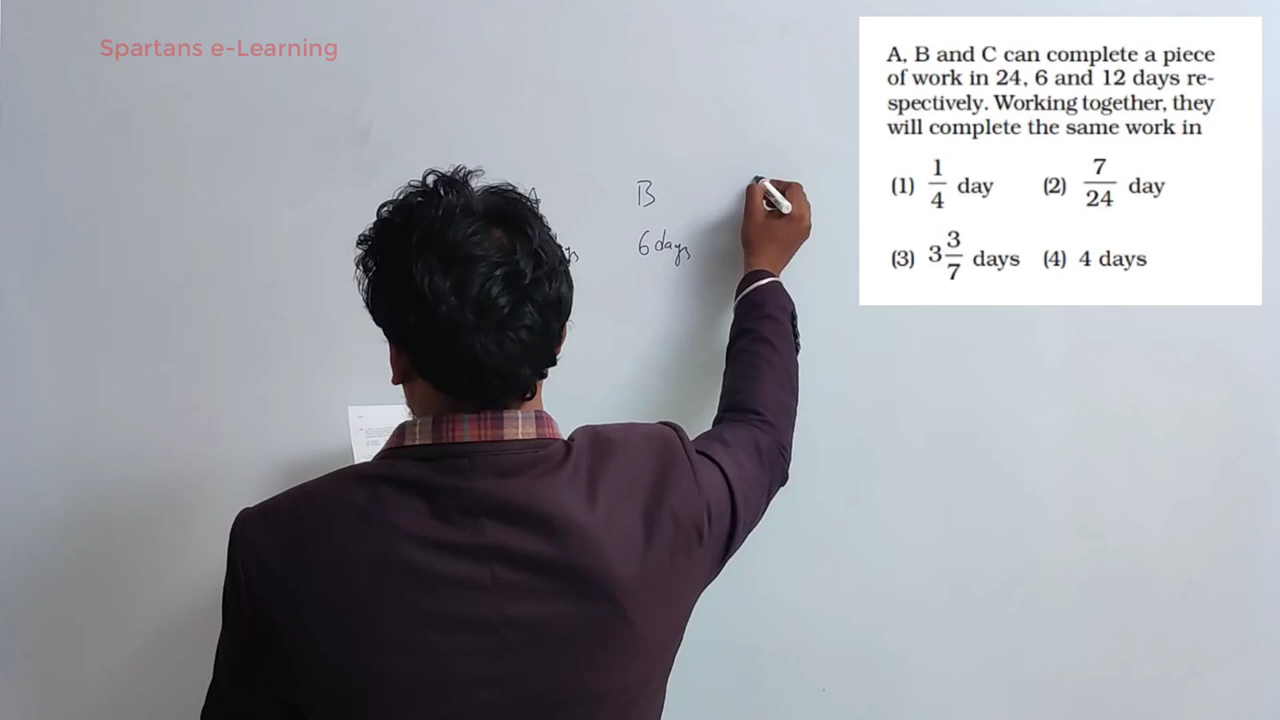 Spartans e-Learning
A, B and C can complete a piece
of work in 24, 6 and 12 days re-
spectively. Working together, they
will complete the same work in
(1) 1/4 day (2) 7/24 day
(3) 3 3/7 days (4) 4 days
A B
6 days